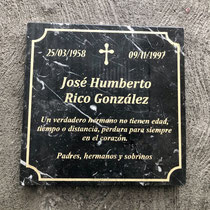 25/03/1958 09/11/1997
José Humberto
Rico González
Un verdadero hermano no tienen edad,
tiempo o distancia, perdura para siempre
en el corazón.
Padres, hermanos y sobrinos